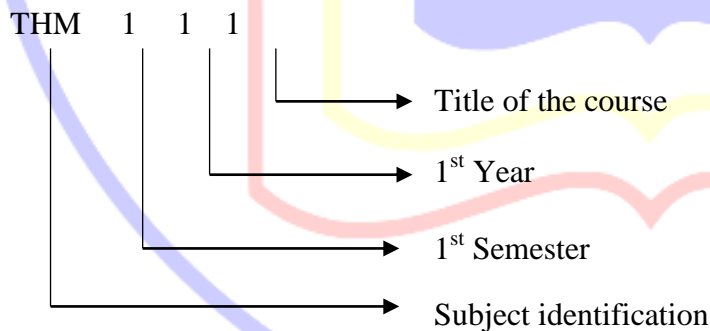 THM 1 1 1
Title of the course
1st Year
1st Semester
Subject identification